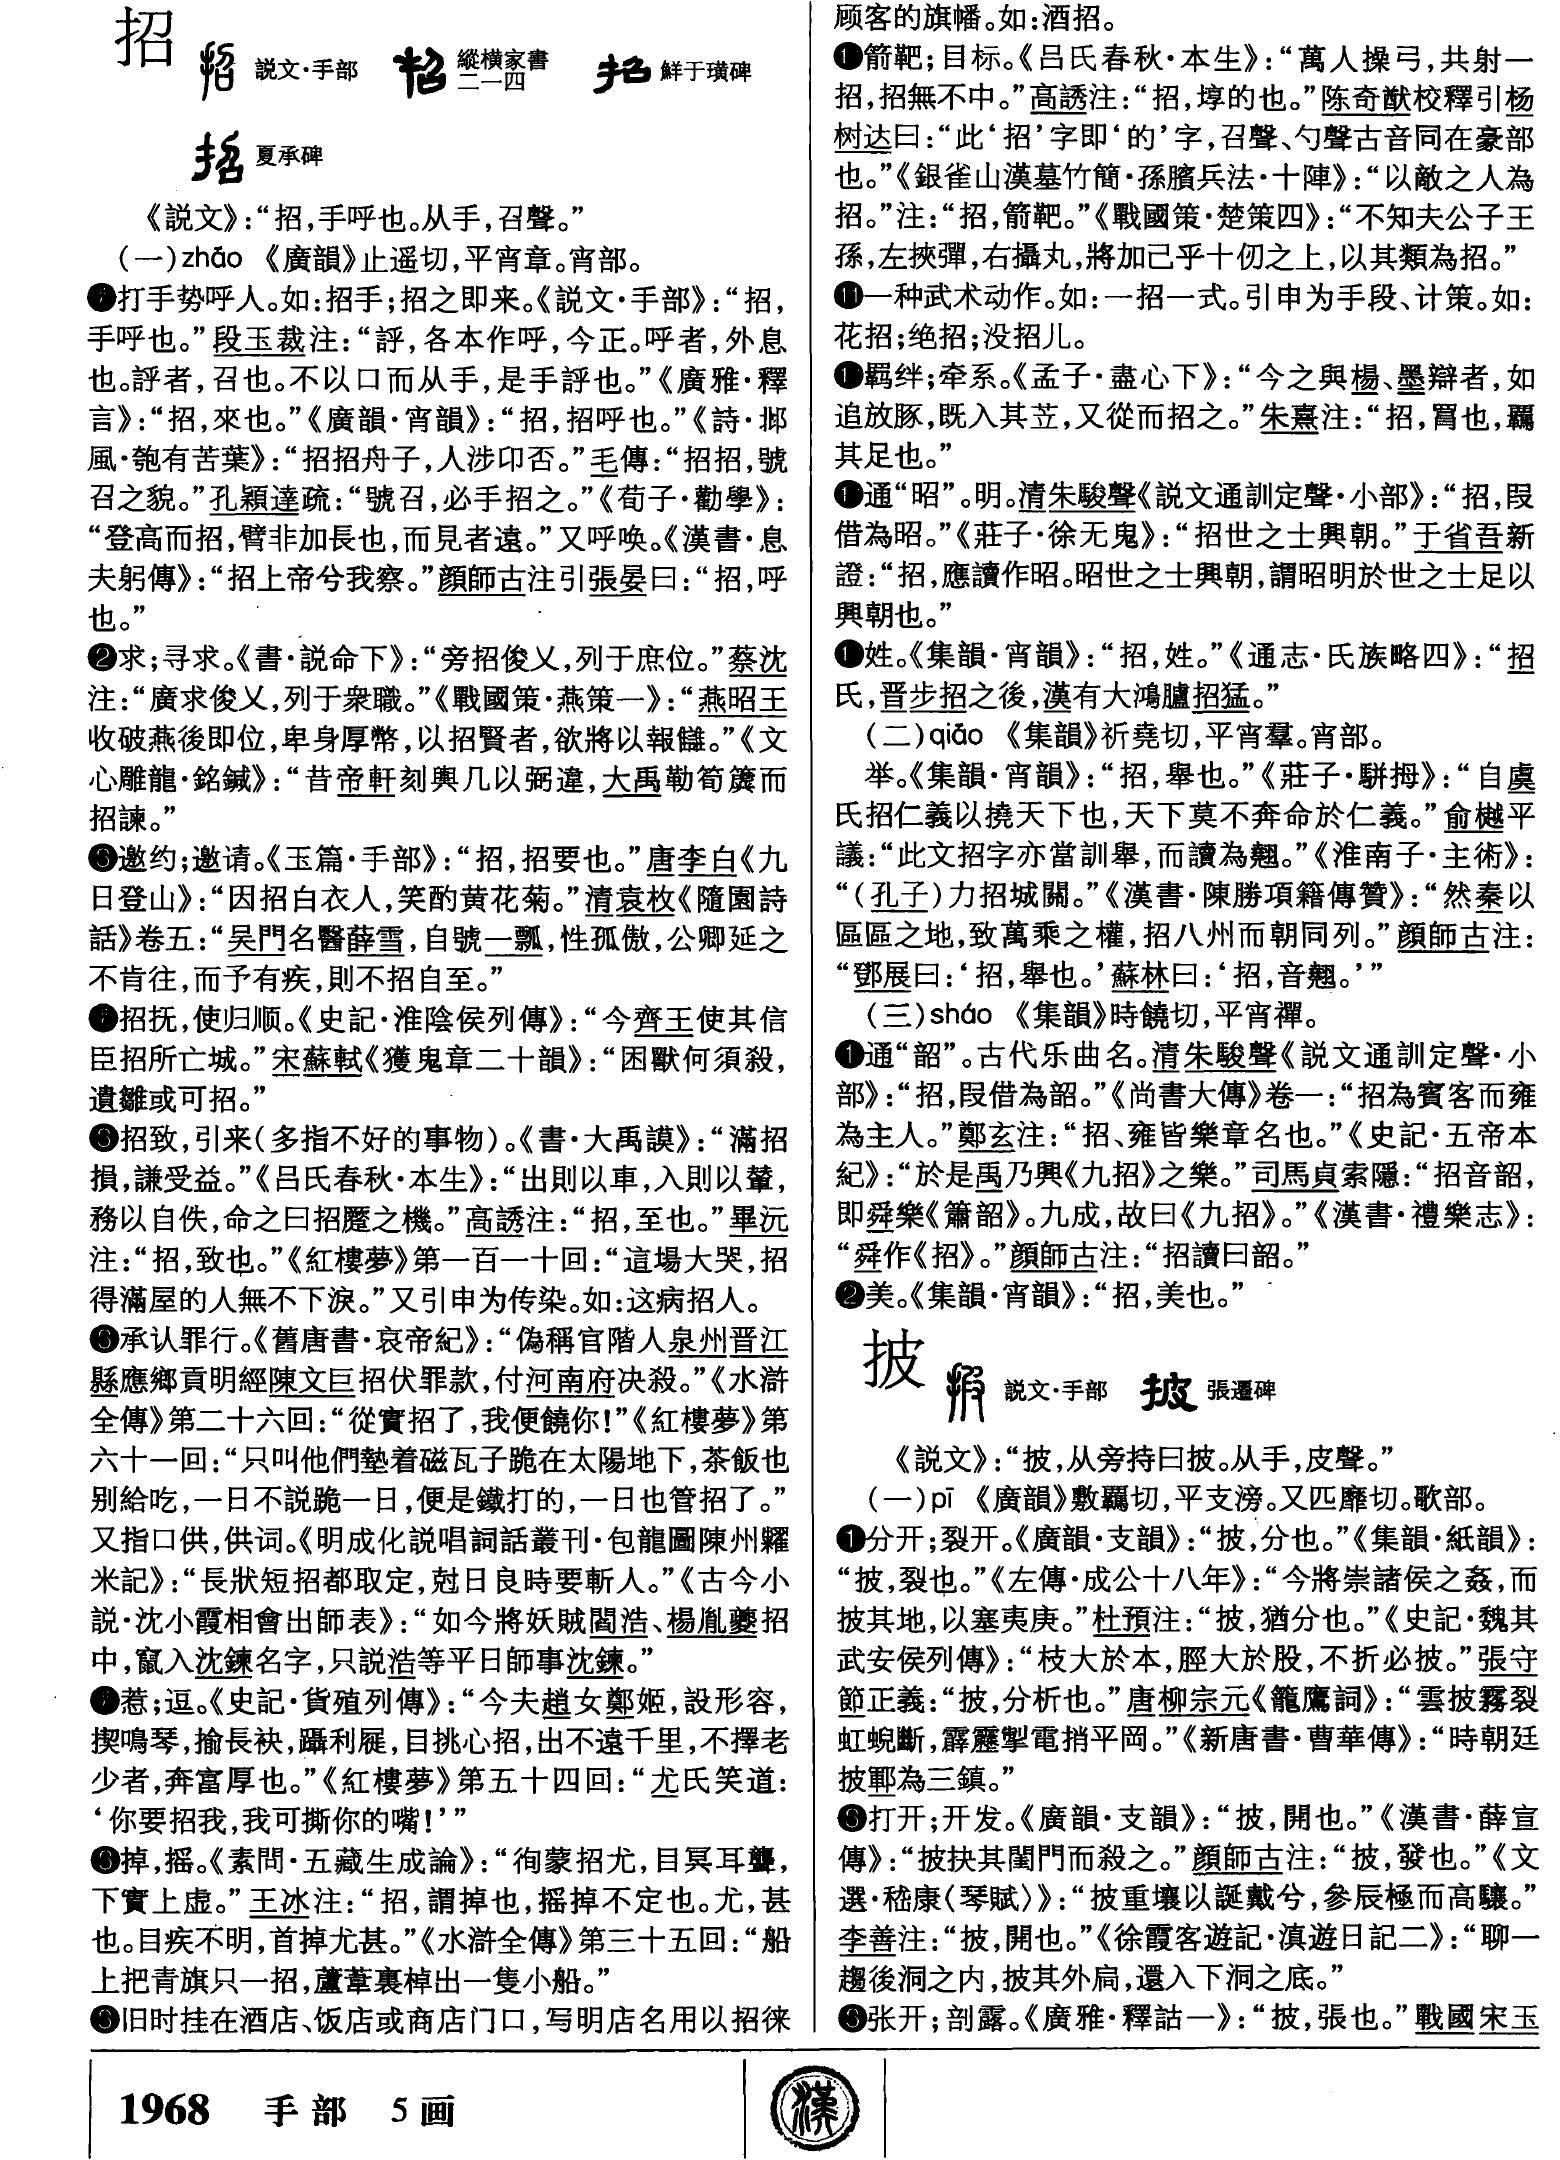 招
説文·手部
縱横家書二一四
鮮于璜碑
夏承碑
《説文》：“招，手呼也。从手，召聲。”
(一)zhāo 《廣韻》止遥切，平宵章。宵部。
❶打手势呼人。如：招手；招之即来。《説文·手部》：“招，
手呼也。”段玉裁注：“評，各本作呼，今正。呼者，外息
也。評者，召也。不以口而从手，是手評也。”《廣雅·釋
言》：“招，來也。”《廣韻·宵韻》：“招，招呼也。”《詩·邶
風·匏有苦葉》：“招招舟子，人涉卬否。”毛傳：“招招，號
召之貌。”孔穎達疏：“號召，必手招之。”《荀子·勸學》：
“登高而招，臂非加長也，而見者遠。”又呼唤。《漢書·息
夫躬傳》：“招上帝兮我察。”顔師古注引張晏曰：“招，呼
也。”
❷求；寻求。《書·説命下》：“旁招俊乂，列于庶位。”蔡沈
注：“廣求俊乂，列于衆職。”《戰國策·燕策一》：“燕昭王
收破燕後即位，卑身厚幣，以招賢者，欲將以報讎。”《文
心雕龍·銘鍼》：“昔帝軒刻輿几以弼違，大禹勒筍簴而
招諫。”
❸邀约；邀请。《玉篇·手部》：“招，招要也。”唐李白《九
日登山》：“因招白衣人，笑酌黄花菊。”清袁枚《隨園詩
話》卷五：“吴門名醫薛雪，自號一瓢，性孤傲，公卿延之
不肯往，而予有疾，則不招自至。”
❹招抚，使归顺。《史記·淮陰侯列傳》：“今齊王使其信
臣招所亡城。”宋蘇軾《獲鬼章二十韻》：“困獸何須殺，
遺雛或可招。”
❺招致，引来(多指不好的事物)。《書·大禹謨》：“滿招
損，謙受益。”《吕氏春秋·本生》：“出則以車，入則以輦，
務以自佚，命之曰招蹷之機。”高誘注：“招，至也。”畢沅
注：“招，致也。”《紅樓夢》第一百一十回：“這場大哭，招
得滿屋的人無不下淚。”又引申为传染。如：这病招人。
❻承认罪行。《舊唐書·哀帝紀》：“僞稱官階人泉州晋江
縣應鄉貢明經陳文巨招伏罪款，付河南府决殺。”《水滸
全傳》第二十六回：“從實招了，我便饒你！”《紅樓夢》第
六十一回：“只叫他們墊着磁瓦子跪在太陽地下，茶飯也
别給吃，一日不説跪一日，便是鐵打的，一日也管招了。”
又指口供，供词。《明成化説唱詞話叢刊·包龍圖陳州糶
米記》：“長狀短招都取定，尅日良時要斬人。”《古今小
説·沈小霞相會出師表》：“如今將妖賊閻浩、楊胤夔招
中，竄入沈鍊名字，只説浩等平日師事沈鍊。”
❼惹；逗。《史記·貨殖列傳》：“今夫趙女鄭姬，設形容，
揳鳴琴，揄長袂，躡利屣，目挑心招，出不遠千里，不擇老
少者，奔富厚也。”《紅樓夢》第五十四回：“尤氏笑道：
‘你要招我，我可撕你的嘴！’”
❽掉，摇。《素問·五藏生成論》：“徇蒙招尤，目冥耳聾，
下實上虚。”王冰注：“招，謂掉也，摇掉不定也。尤，甚
也。目疾不明，首掉尤甚。”《水滸全傳》第三十五回：“船
上把青旗只一招，蘆葦裏棹出一隻小船。”
❾旧时挂在酒店、饭店或商店门口，写明店名用以招徕
顾客的旗幡。如：酒招。
❿箭靶；目标。《吕氏春秋·本生》：“萬人操弓，共射一
招，招無不中。”高誘注：“招，埻的也。”陈奇猷校釋引杨
树达曰：“此‘招’字即‘的’字，召聲、勺聲古音同在豪部
也。”《銀雀山漢墓竹簡·孫臏兵法·十陣》：“以敵之人為
招。”注：“招，箭靶。”《戰國策·楚策四》：“不知夫公子王
孫，左挾彈，右攝丸，將加己乎十仞之上，以其類為招。”
⓫一种武术动作。如：一招一式。引申为手段、计策。如：
花招；绝招；没招儿。
⓬羁绊；牵系。《孟子·盡心下》：“今之與楊、墨辯者，如
追放豚，既入其苙，又從而招之。”朱熹注：“招，罥也，羈
其足也。”
⓭通“昭”。明。清朱駿聲《説文通訓定聲·小部》：“招，叚
借為昭。”《莊子·徐无鬼》：“招世之士興朝。”于省吾新
證：“招，應讀作昭。昭世之士興朝，謂昭明於世之士足以
興朝也。”
⓮姓。《集韻·宵韻》：“招，姓。”《通志·氏族略四》：“招
氏，晋步招之後，漢有大鴻臚招猛。”
(二)qiáo 《集韻》祈堯切，平宵羣。宵部。
举。《集韻·宵韻》：“招，舉也。”《莊子·駢拇》：“自虞
氏招仁義以撓天下也，天下莫不奔命於仁義。”俞樾平
議：“此文招字亦當訓舉，而讀為翹。”《淮南子·主術》：
“(孔子)力招城關。”《漢書·陳勝項籍傳贊》：“然秦以
區區之地，致萬乘之權，招八州而朝同列。”顔師古注：
“鄧展曰：‘招，舉也。’蘇林曰：‘招，音翹。’”
(三)sháo 《集韻》時饒切，平宵禪。
❶通“韶”。古代乐曲名。清朱駿聲《説文通訓定聲·小
部》：“招，叚借為韶。”《尚書大傳》卷一：“招為賓客而雍
為主人。”鄭玄注：“招、雍皆樂章名也。”《史記·五帝本
紀》：“於是禹乃興《九招》之樂。”司馬貞索隱：“招音韶，
即舜樂《簫韶》。九成，故曰《九招》。”《漢書·禮樂志》：
“舜作《招》。”顔師古注：“招讀曰韶。”
❷美。《集韻·宵韻》：“招，美也。”
披
説文·手部
張遷碑
《説文》：“披，从旁持曰披。从手，皮聲。”
(一)pī 《廣韻》敷羈切，平支滂。又匹靡切。歌部。
❶分开；裂开。《廣韻·支韻》：“披，分也。”《集韻·紙韻》：
“披，裂也。”《左傳·成公十八年》：“今將崇諸侯之姦，而
披其地，以塞夷庚。”杜預注：“披，猶分也。”《史記·魏其
武安侯列傳》：“枝大於本，脛大於股，不折必披。”張守
節正義：“披，分析也。”唐柳宗元《籠鷹詞》：“雲披霧裂
虹蜺斷，霹靂掣電捎平岡。”《新唐書·曹華傳》：“時朝廷
披鄆為三鎮。”
❷打开；开发。《廣韻·支韻》：“披，開也。”《漢書·薛宣
傳》：“披抉其閨門而殺之。”顔師古注：“披，發也。”《文
選·嵇康〈琴賦〉》：“披重壤以誕戴兮，參辰極而高驤。”
李善注：“披，開也。”《徐霞客遊記·滇遊日記二》：“聊一
趨後洞之内，披其外扃，還入下洞之底。”
❸张开；剖露。《廣雅·釋詁一》：“披，張也。”戰國宋玉
1968 手部 5画
漢